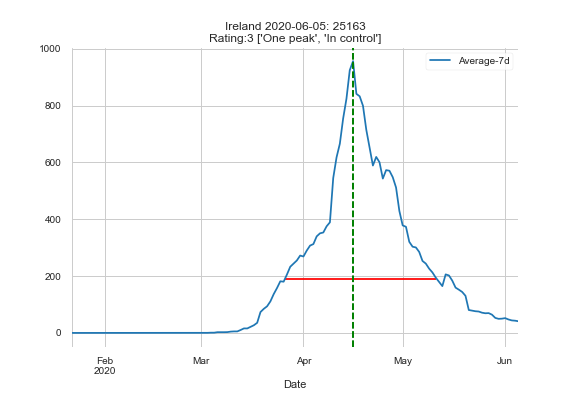 Ireland 2020-06-05: 25163
Rating:3 ['One peak', 'In control']
Average-7d
1000
800
600
400
200
0
Feb
2020
Mar
Apr
May
Jun
Date